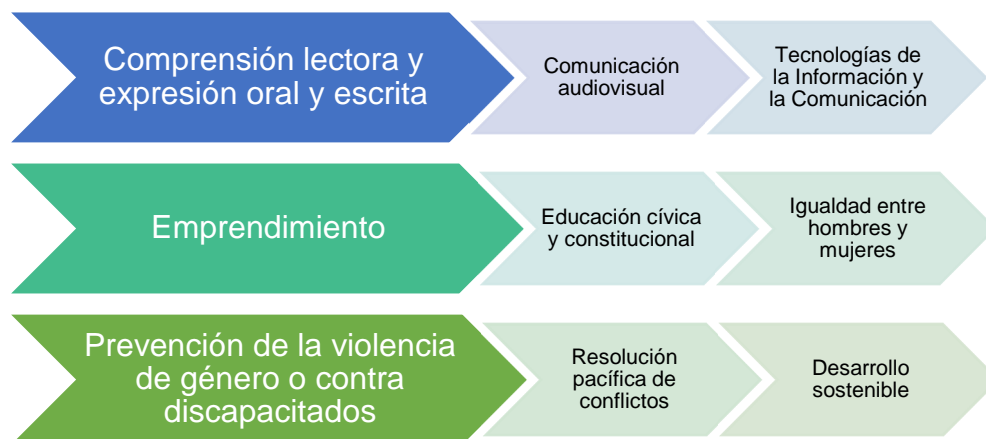 Comprensión lectora y
expresión oral y escrita
Comunicación
audiovisual
Tecnologías de
la Información y
la Comunicación
Emprendimiento
Educación cívica
y constitucional
Igualdad entre
hombres y
mujeres
Prevención de la violencia
de género o contra
discapacitados
Resolución
pacífica de
conflictos
Desarrollo
sostenible